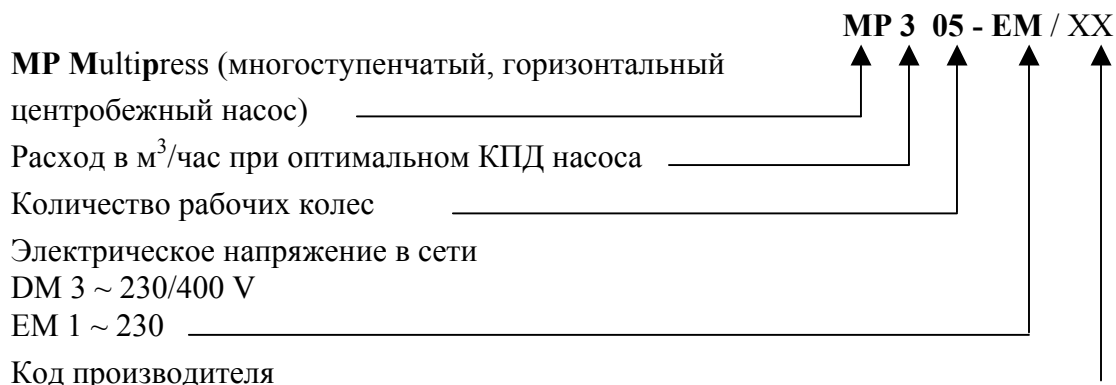 MP 3 05 - EM / XX
MP Multipress (многоступенчатый, горизонтальный
центробежный насос)
Расход в м³/час при оптимальном КПД насоса
Количество рабочих колес
Электрическое напряжение в сети
DM 3 ~ 230/400 V
EM 1 ~ 230
Код производителя